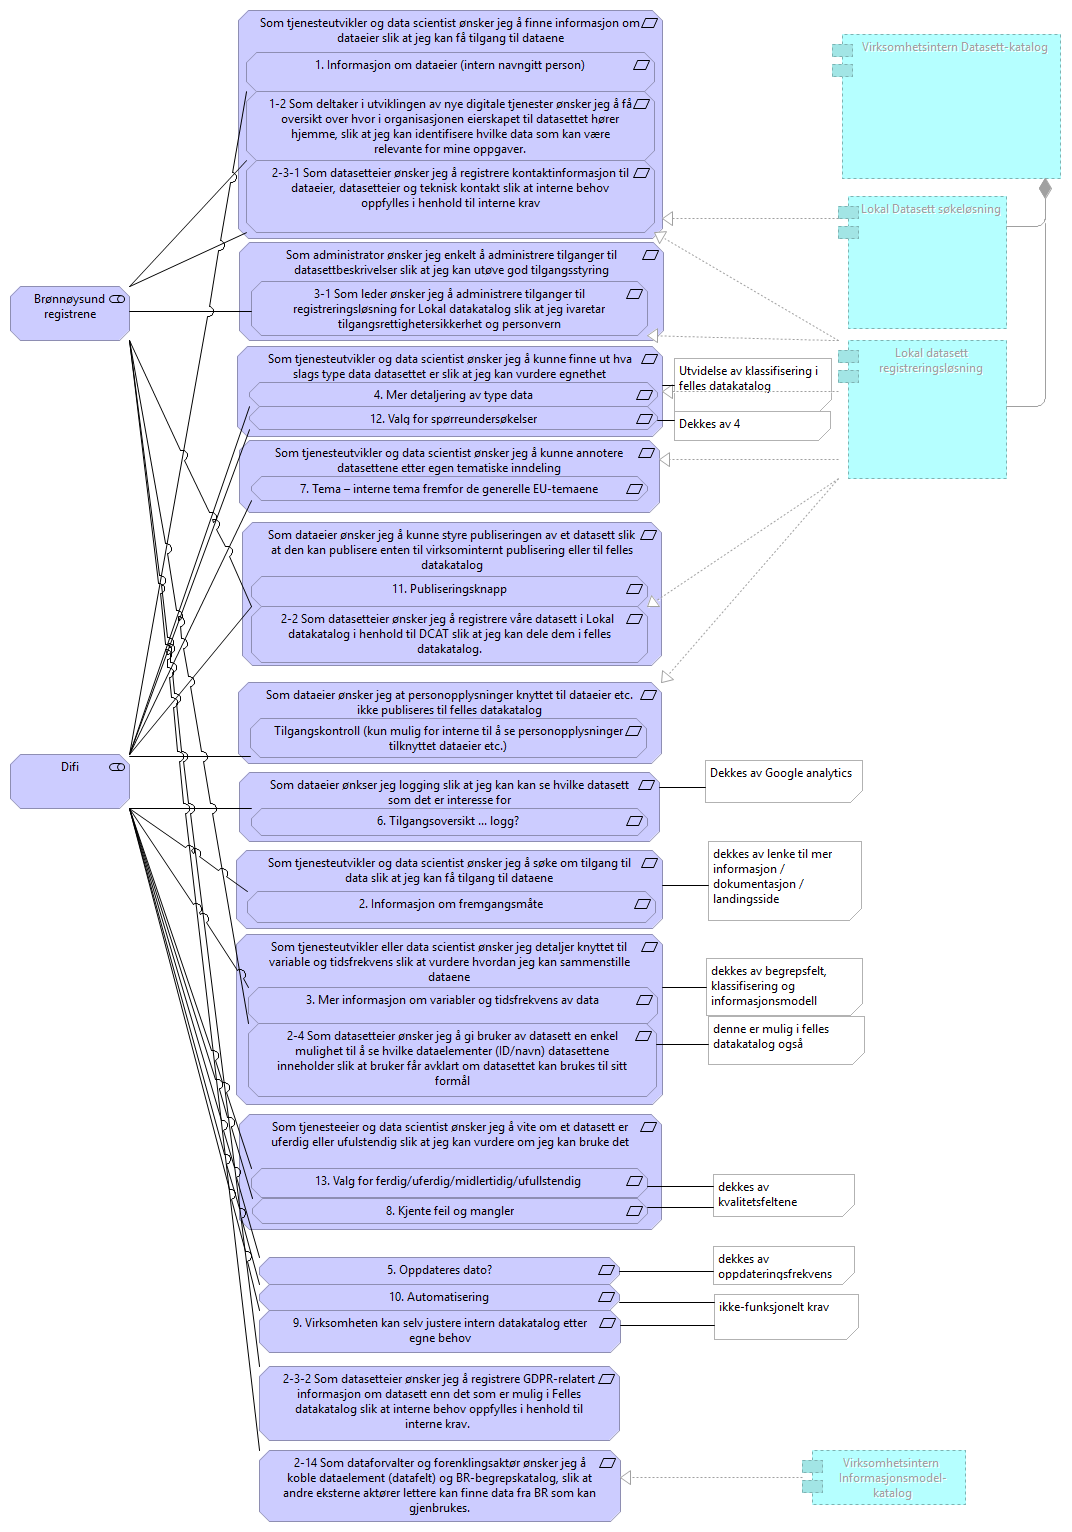 Som tjenesteutvikler og data scientist ønsker jeg å finne informasjon om
dataeier slik at jeg kan få tilgang til dataene
1. Informasjon om dataeier (intern navngitt person)
1-2 Som deltaker i utviklingen av nye digitale tjenester ønsker jeg å få
oversikt over hvor i organisasjonen eierskapet til datasettet hører
hjemme, slik at jeg kan identifisere hvilke data som kan være
relevante for mine oppgaver.
2-3-1 Som datasetteier ønsker jeg å registrere kontaktinformasjon til
dataeier, datasetteier og teknisk kontakt slik at interne behov
oppfylles i henhold til interne krav
Virksomhetsintern Datasett-katalog
Lokal Datasett søkeløsning
Som administrator ønsker jeg enkelt å administrere tilganger til
datasettbeskrivelser slik at jeg kan utøve god tilgangsstyring
3-1 Som leder ønsker jeg å administrere tilganger til
registreringsløsning for Lokal datakatalog slik at jeg ivaretar
tilgangsrettighetersikkerhet og personvern
Brønnøysund
registrene
Lokal datasett
registreringsløsning
Som tjenesteutvikler og data scientist ønsker jeg å kunne finne ut hva
slags type data datasettet er slik at jeg kan vurdere egnethet
4. Mer detaljering av type data
12. Valg for spørreundersøkelser
Utvidelse av klassifisering i
felles datakatalog
Dekkes av 4
Som tjenesteutvikler og data scientist ønsker jeg å kunne annotere
datasettene etter egen tematiske inndeling
7. Tema – interne tema fremfor de generelle EU-temaene
Som dataeier ønsker jeg å kunne styre publiseringen av et datasett slik
at den kan publisere enten til virksominternt publisering eller til felles
datakatalog
11. Publiseringsknapp
2-2 Som datasetteier ønsker jeg å registrere våre datasett i Lokal
datakatalog i henhold til DCAT slik at jeg kan dele dem i felles
datakatalog.
Som dataeier ønsker jeg at personopplysninger knyttet til dataeier etc.
ikke publiseres til felles datakatalog
Tilgangskontroll (kun mulig for interne til å se personopplysninger
tilknyttet dataeier etc.)
Difi
Som dataeier ønkser jeg logging slik at jeg kan kan se hvilke datasett
som det er interesse for
6. Tilgangsoversikt ... logg?
Dekkes av Google analytics
Som tjenesteutvikler og data scientist ønsker jeg å søke om tilgang til
data slik at jeg kan få tilgang til dataene
2. Informasjon om fremgangsmåte
dekkes av lenke til mer
informasjon /
dokumentasjon /
landingsside
Som tjenesteutvikler eller data scientist ønsker jeg detaljer knyttet til
variable og tidsfrekvens slik at vurdere hvordan jeg kan sammenstille
dataene
3. Mer informasjon om variabler og tidsfrekvens av data
2-4 Som datasetteier ønsker jeg å gi bruker av datasett en enkel
mulighet til å se hvilke dataelementer (ID/navn) datasettene
inneholder slik at bruker får avklart om datasettet kan brukes til sitt
formål
dekkes av begrepsfelt,
klassifisering og
informasjonsmodell
denne er mulig i felles
datakatalog også
Som tjenesteeier og data scientist ønsker jeg å vite om et datasett er
uferdig eller ufulstendig slik at jeg kan vurdere om jeg kan bruke det
13. Valg for ferdig/uferdig/midlertidig/ufullstendig
8. Kjente feil og mangler
dekkes av
kvalitetsfeltene
5. Oppdateres dato?
dekkes av
oppdateringsfrekvens
10. Automatisering
9. Virksomheten kan selv justere intern datakatalog etter
egne behov
ikke-funksjonelt krav
2-3-2 Som datasetteier ønsker jeg å registrere GDPR-relatert
informasjon om datasett enn det som er mulig i Felles
datakatalog slik at interne behov oppfylles i henhold til
interne krav.
2-14 Som dataforvalter og forenklingsaktør ønsker jeg å
koble dataelement (datafelt) og BR-begrepskatalog, slik at
andre eksterne aktører lettere kan finne data fra BR som kan
gjenbrukes.
Virksomhetsintern
Informasjonsmodel-
katalog